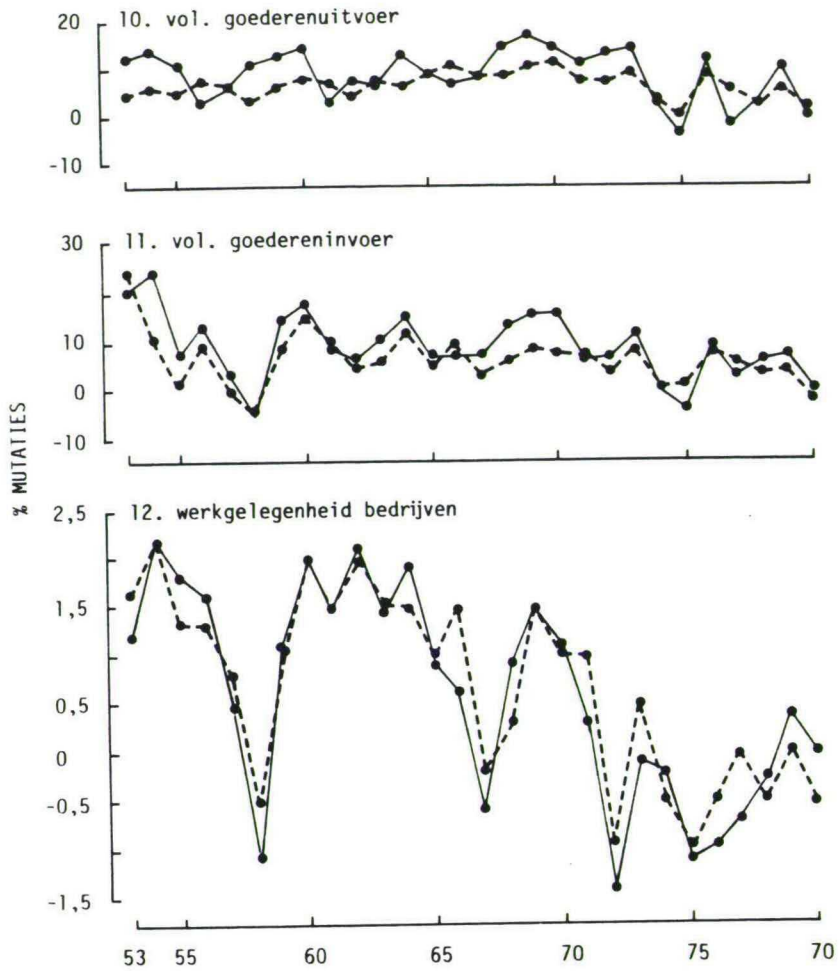 10. vol. goederenuitvoer
20
0
-10
11. vol. goedereninvoer
30
10
0
-10
% MUTATIES
12. werkgelegenheid bedrijven
2,5
1,5
0,5
0
-0,5
-1,5
53 55 60 65 70 75 70